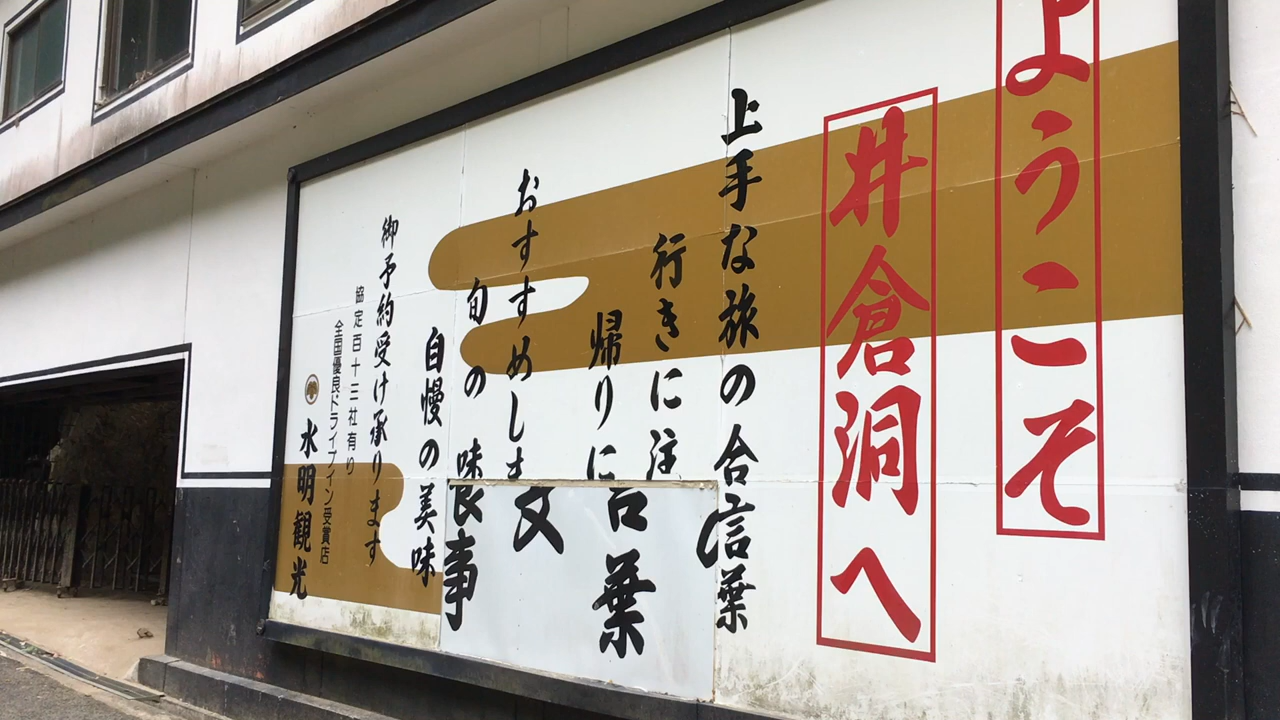 ようこそ
井倉洞へ
上手な旅の合言葉
行きに注
帰りに
葉
おすすめしま
旬の 味
事
自慢の美味
御予約受け承ります
協定百十三社有り
全国優良ドライブイン受賞店
水明観光